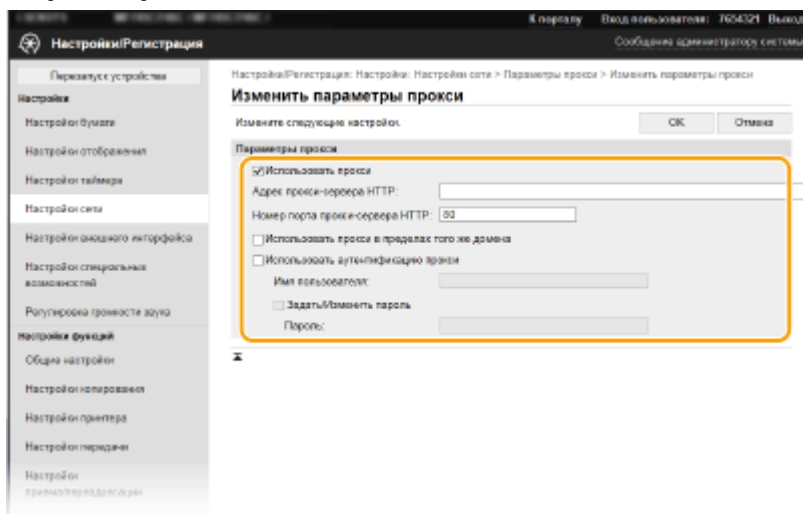 К порталу Вход пользователя: 7654321 Выход
Настройки/Регистрация
Сообщение администратору системы
Перезапуск устройства
Настройки
Настройки бумаги
Настройки отображения
Настройки таймера
Настройки сети
Настройки внешнего интерфейса
Настройки специальных
возможностей
Регулировка громкости звука
Настройки функций
Общие настройки
Настройки копирования
Настройки принтера
Настройки передачи
Настройки
приема/переадресации
Настройки/Регистрация: Настройки: Настройки сети > Параметры прокси > Изменить параметры прокси
Изменить параметры прокси
Измените следующие настройки.
OK Отмена
Параметры прокси
Использовать прокси
Адрес прокси-сервера HTTP:
Номер порта прокси-сервера HTTP: 80
Использовать прокси в пределах того же домена
Использовать аутентификацию прокси
Имя пользователя:
Задать/Изменить пароль
Пароль: